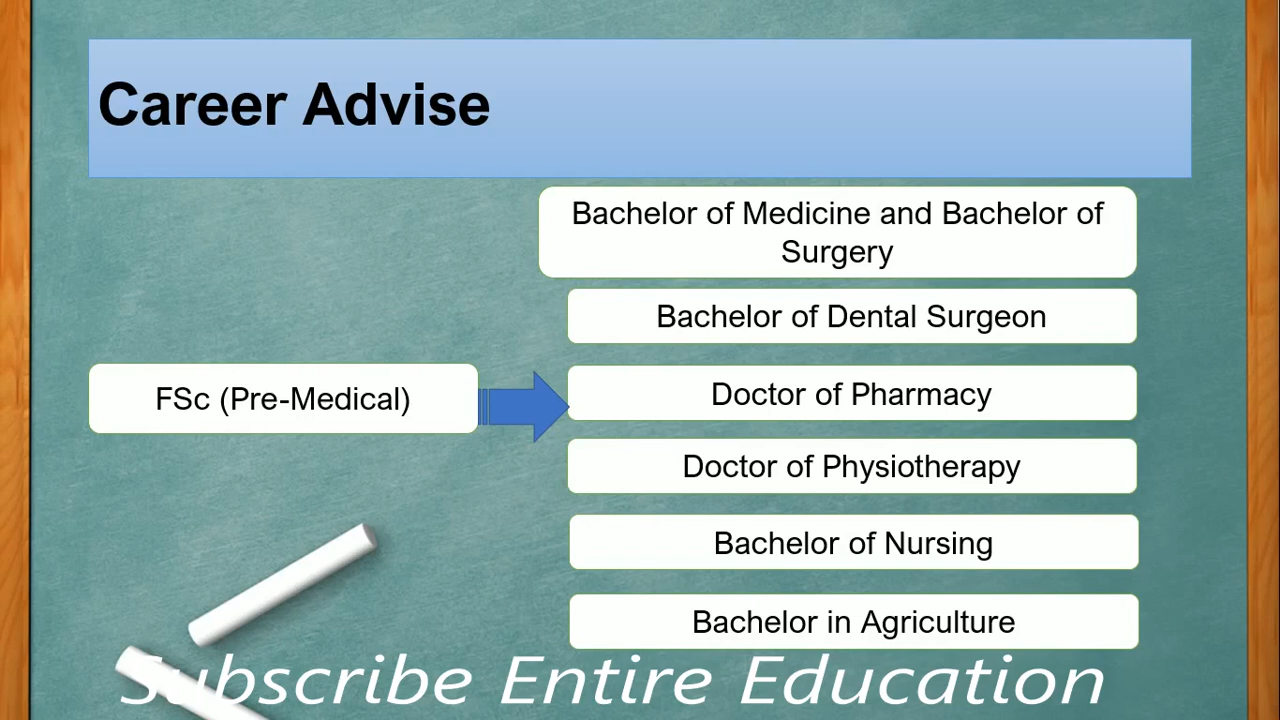 Career Advise
Bachelor of Medicine and Bachelor of
Surgery
Bachelor of Dental Surgeon
FSc (Pre-Medical)
Doctor of Pharmacy
Doctor of Physiotherapy
Bachelor of Nursing
Bachelor in Agriculture
Subscribe Entire Education